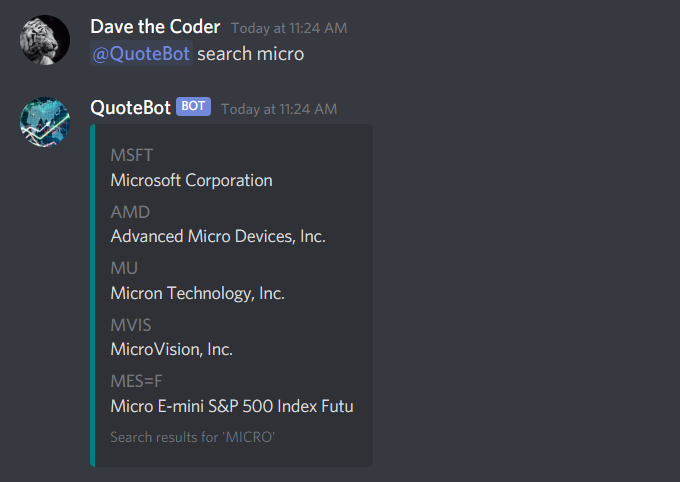 Dave the Coder Today at 11:24 AM
@QuoteBot search micro
QuoteBot BOT Today at 11:24 AM
MSFT
Microsoft Corporation
AMD
Advanced Micro Devices, Inc.
MU
Micron Technology, Inc.
MVIS
MicroVision, Inc.
MES=F
Micro E-mini S&P 500 Index Futu
Search results for 'MICRO'